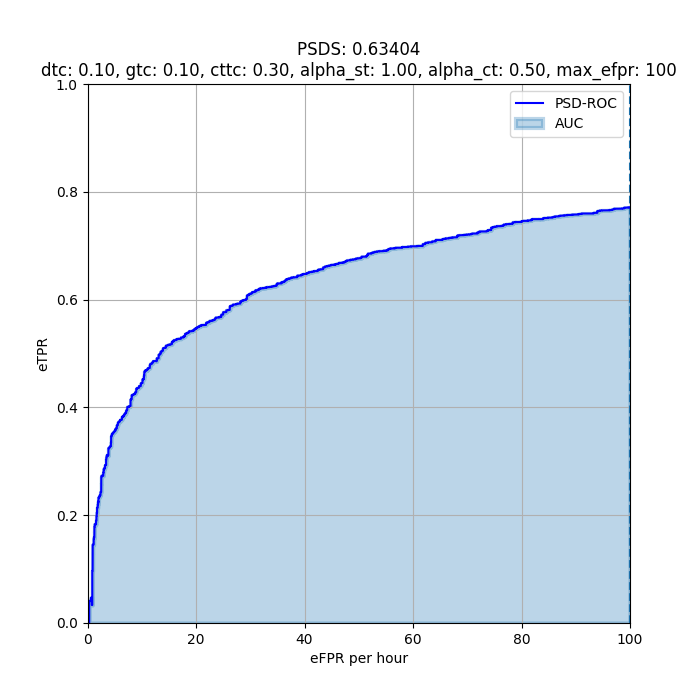 PSDS: 0.63404
dtc: 0.10, gtc: 0.10, cttc: 0.30, alpha_st: 1.00, alpha_ct: 0.50, max_efpr: 100
PSD-ROC
AUC
1.0
0.8
0.6
0.4
0.2
0.0
eTPR
0 20 40 60 80 100
eFPR per hour